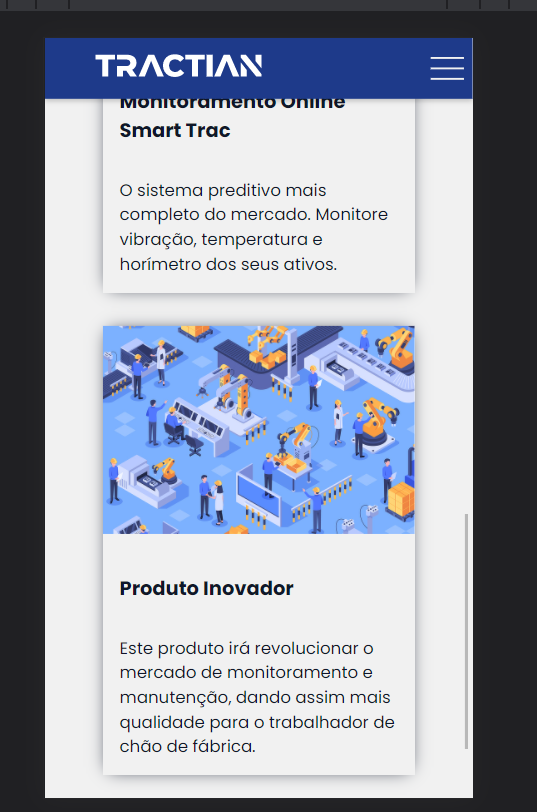 TRACTIAN
Monitoramento Online
Smart Trac
O sistema preditivo mais
completo do mercado. Monitore
vibração, temperatura e
horímetro dos seus ativos.
Produto Inovador
Este produto irá revolucionar o
mercado de monitoramento e
manutenção, dando assim mais
qualidade para o trabalhador de
chão de fábrica.